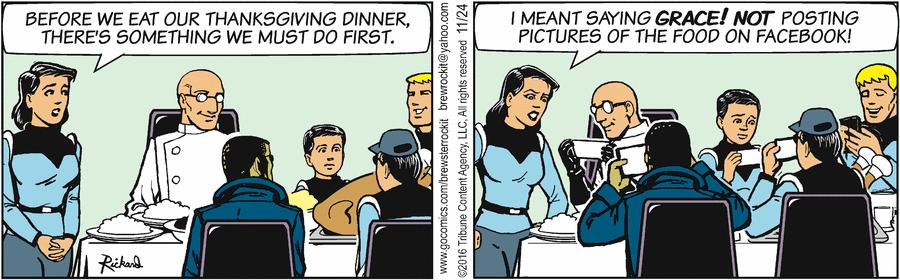 BEFORE WE EAT OUR THANKSGIVING DINNER,
THERE'S SOMETHING WE MUST DO FIRST.
Rickard
www.gocomics.com/brewsterrockit brewrockit@yahoo.com
©2016 Tribune Content Agency, LLC. All rights reserved 11/24
I MEANT SAYING GRACE! NOT POSTING
PICTURES OF THE FOOD ON FACEBOOK!